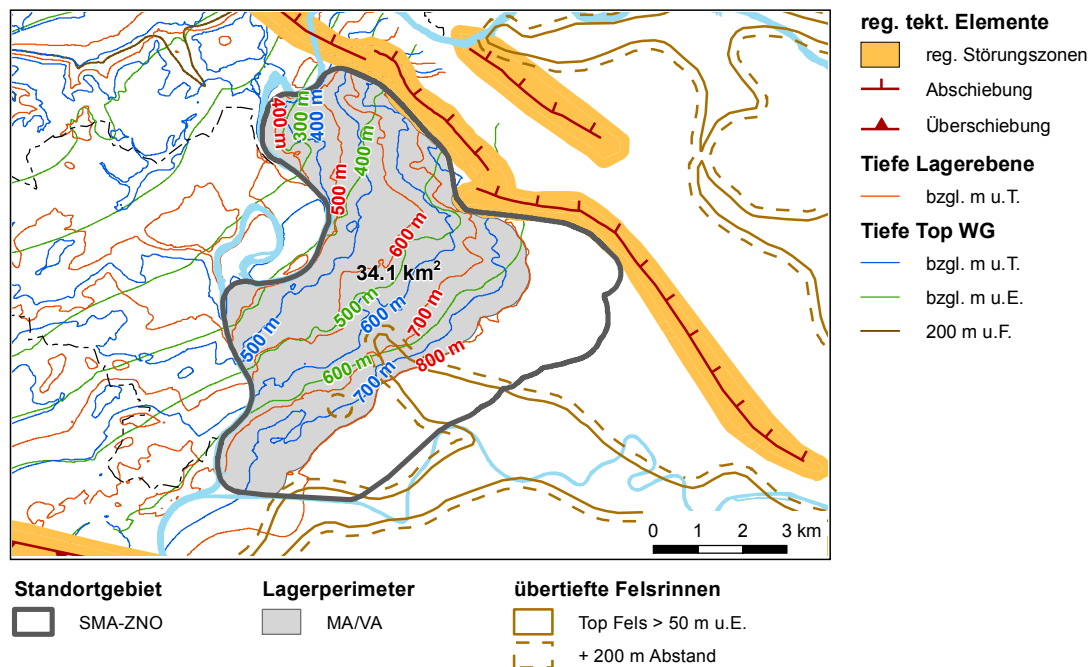 400 m
300 m
400 m
400 m
500 m
600 m
34.1 km²
500 m
600 m
700 m
500 m
600 m
700 m
800 m
0 1 2 3 km
reg. tekt. Elemente
reg. Störungszonen
Abschiebung
Überschiebung
Tiefe Lagerebene
bzgl. m u.T.
Tiefe Top WG
bzgl. m u.T.
bzgl. m u.E.
200 m u.F.
Standortgebiet
SMA-ZNO
Lagerperimeter
MA/VA
übertiefte Felsrinnen
Top Fels > 50 m u.E.
+ 200 m Abstand